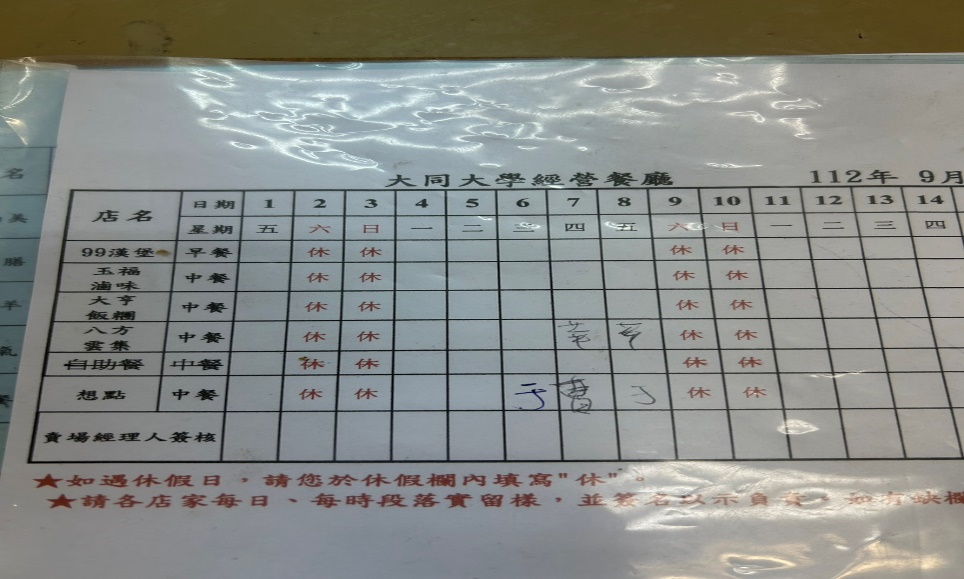 大同大學經營餐廳 112年 9月
店名 日期 1 2 3 4 5 6 7 8 9 10 11 12 13 14
星期 五 六 日 一 二 三 四 五 六 日 一 二 三 四
99漢堡 早餐 休 休 休 休
玉福
滷味 中餐 休 休 休 休
大亨
飯糰 中餐 休 休 休 休
八方
雲集 中餐 休 休 休 休
自助餐 中餐 休 休 休 休
想點 中餐 休 休 于 曹 休 休
賣場經理人簽核
★如遇休假日，請您於休假欄內填寫"休"。
★請各店家每日、每時段落實留樣，並簽名以示負責，如有缺欄
名
美
膳
羊
氣